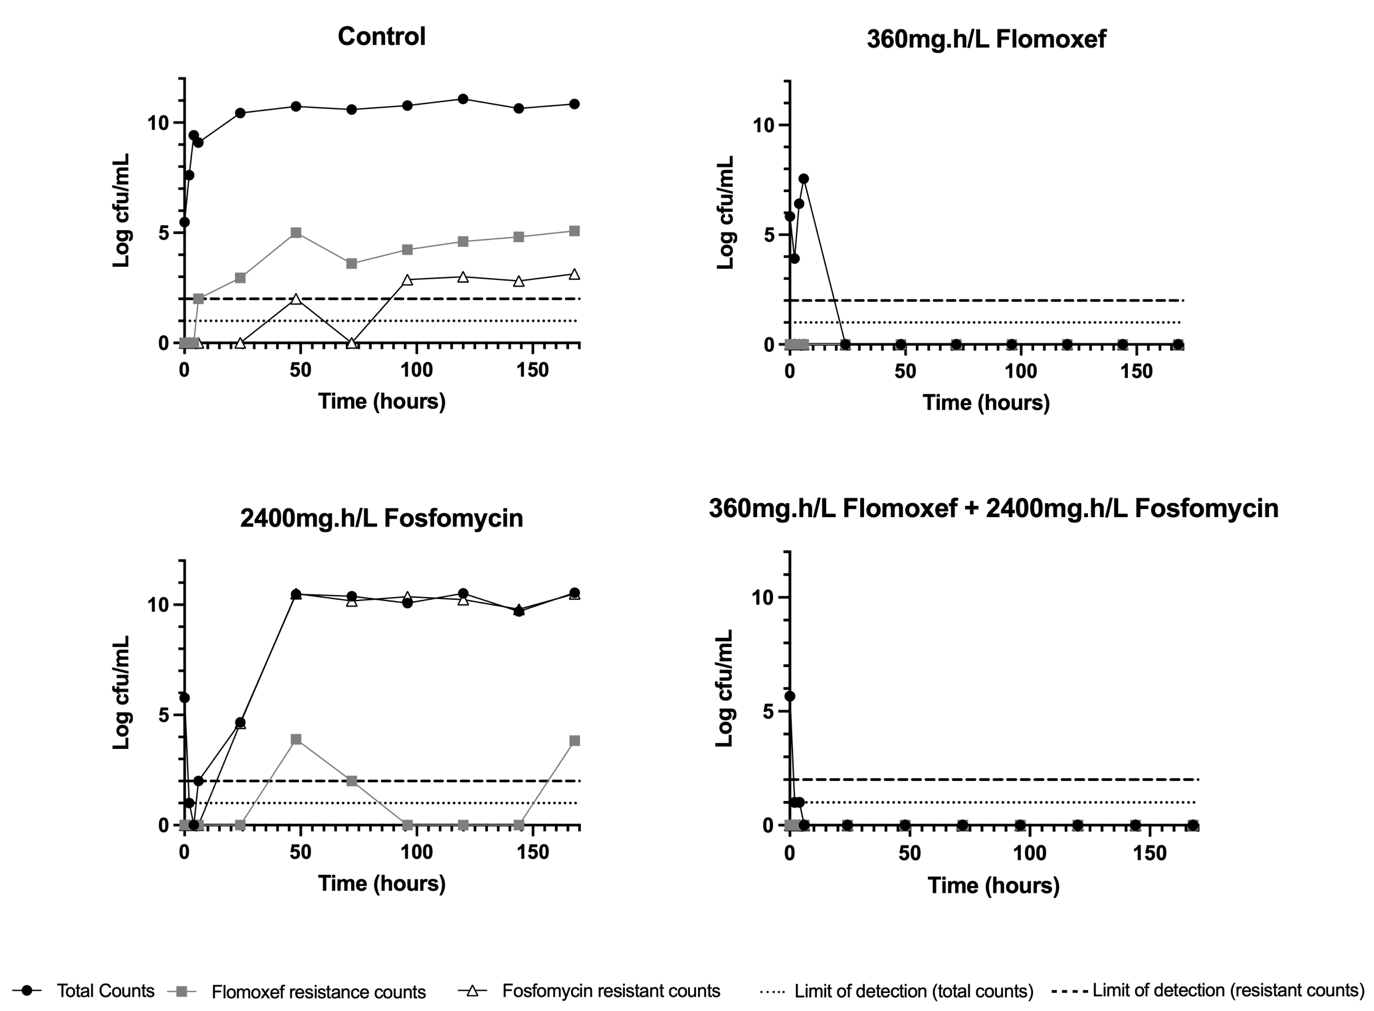 Control
Log cfu/mL
10
5
0
0 50 100 150
Time (hours)
360mg.h/L Flomoxef
Log cfu/mL
10
5
0
0 50 100 150
Time (hours)
2400mg.h/L Fosfomycin
Log cfu/mL
10
5
0
0 50 100 150
Time (hours)
360mg.h/L Flomoxef + 2400mg.h/L Fosfomycin
Log cfu/mL
10
5
0
0 50 100 150
Time (hours)
Total Counts Flomoxef resistance counts Fosfomycin resistant counts Limit of detection (total counts) Limit of detection (resistant counts)